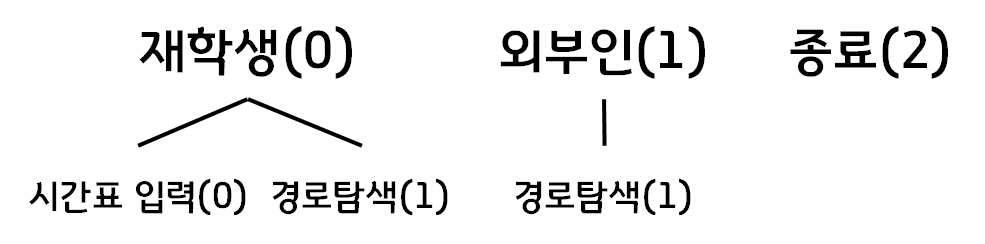 재학생(0) 외부인(1) 종료(2)
시간표 입력(0) 경로탐색(1) 경로탐색(1)